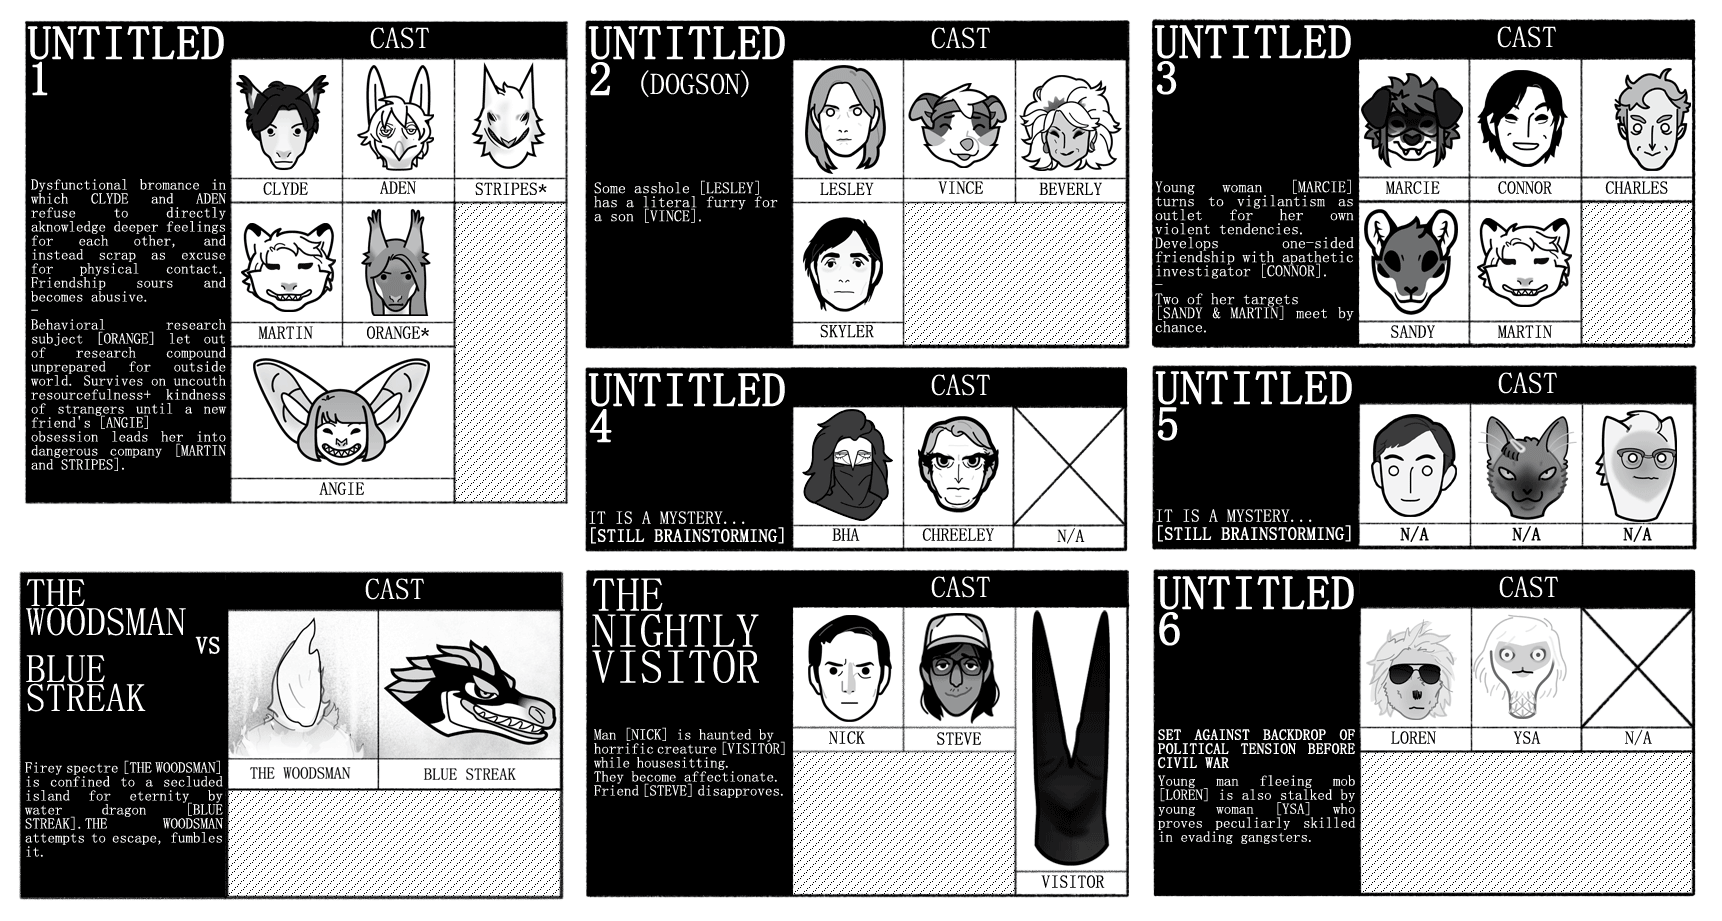 UNTITLED
1
CAST
CLYDE
ADEN
STRIPES*
MARTIN
ORANGE*
ANGIE
Dysfunctional bromance in
which CLYDE and ADEN
refuse to directly
aknowledge deeper feelings
for each other, and
instead scrap as excuse
for physical contact.
Friendship sours and
becomes abusive.
–
Behavioral research
subject [ORANGE] let out
of research compound
unprepared for outside
world. Survives on uncouth
resourcefulness+ kindness
of strangers until a new
friend's [ANGIE]
obsession leads her into
dangerous company [MARTIN
and STRIPES].
UNTITLED
2 (DOGSON)
CAST
LESLEY
VINCE
BEVERLY
SKYLER
Some asshole [LESLEY]
has a literal furry for
a son [VINCE].
UNTITLED
3
CAST
MARCIE
CONNOR
CHARLES
SANDY
MARTIN
Young woman [MARCIE]
turns to vigilantism as
outlet for her own
violent tendencies.
Develops one-sided
friendship with apathetic
investigator [CONNOR].
–
Two of her targets
[SANDY & MARTIN] meet by
chance.
UNTITLED
4
CAST
BHA
CHREELEY
N/A
IT IS A MYSTERY...
[STILL BRAINSTORMING]
UNTITLED
5
CAST
N/A
N/A
N/A
IT IS A MYSTERY...
[STILL BRAINSTORMING]
THE
WOODSMAN
VS
BLUE
STREAK
CAST
THE WOODSMAN
BLUE STREAK
Firey spectre [THE WOODSMAN]
is confined to a secluded
island for eternity by
water dragon [BLUE
STREAK].THE WOODSMAN
attempts to escape, fumbles
it.
THE
NIGHTLY
VISITOR
CAST
NICK
STEVE
VISITOR
Man [NICK] is haunted by
horrific creature [VISITOR]
while housesitting.
They become affectionate.
Friend [STEVE] disapproves.
UNTITLED
6
CAST
LOREN
YSA
N/A
SET AGAINST BACKDROP OF
POLITICAL TENSION BEFORE
CIVIL WAR
Young man fleeing mob
[LOREN] is also stalked by
young woman [YSA] who
proves peculiarly skilled
in evading gangsters.